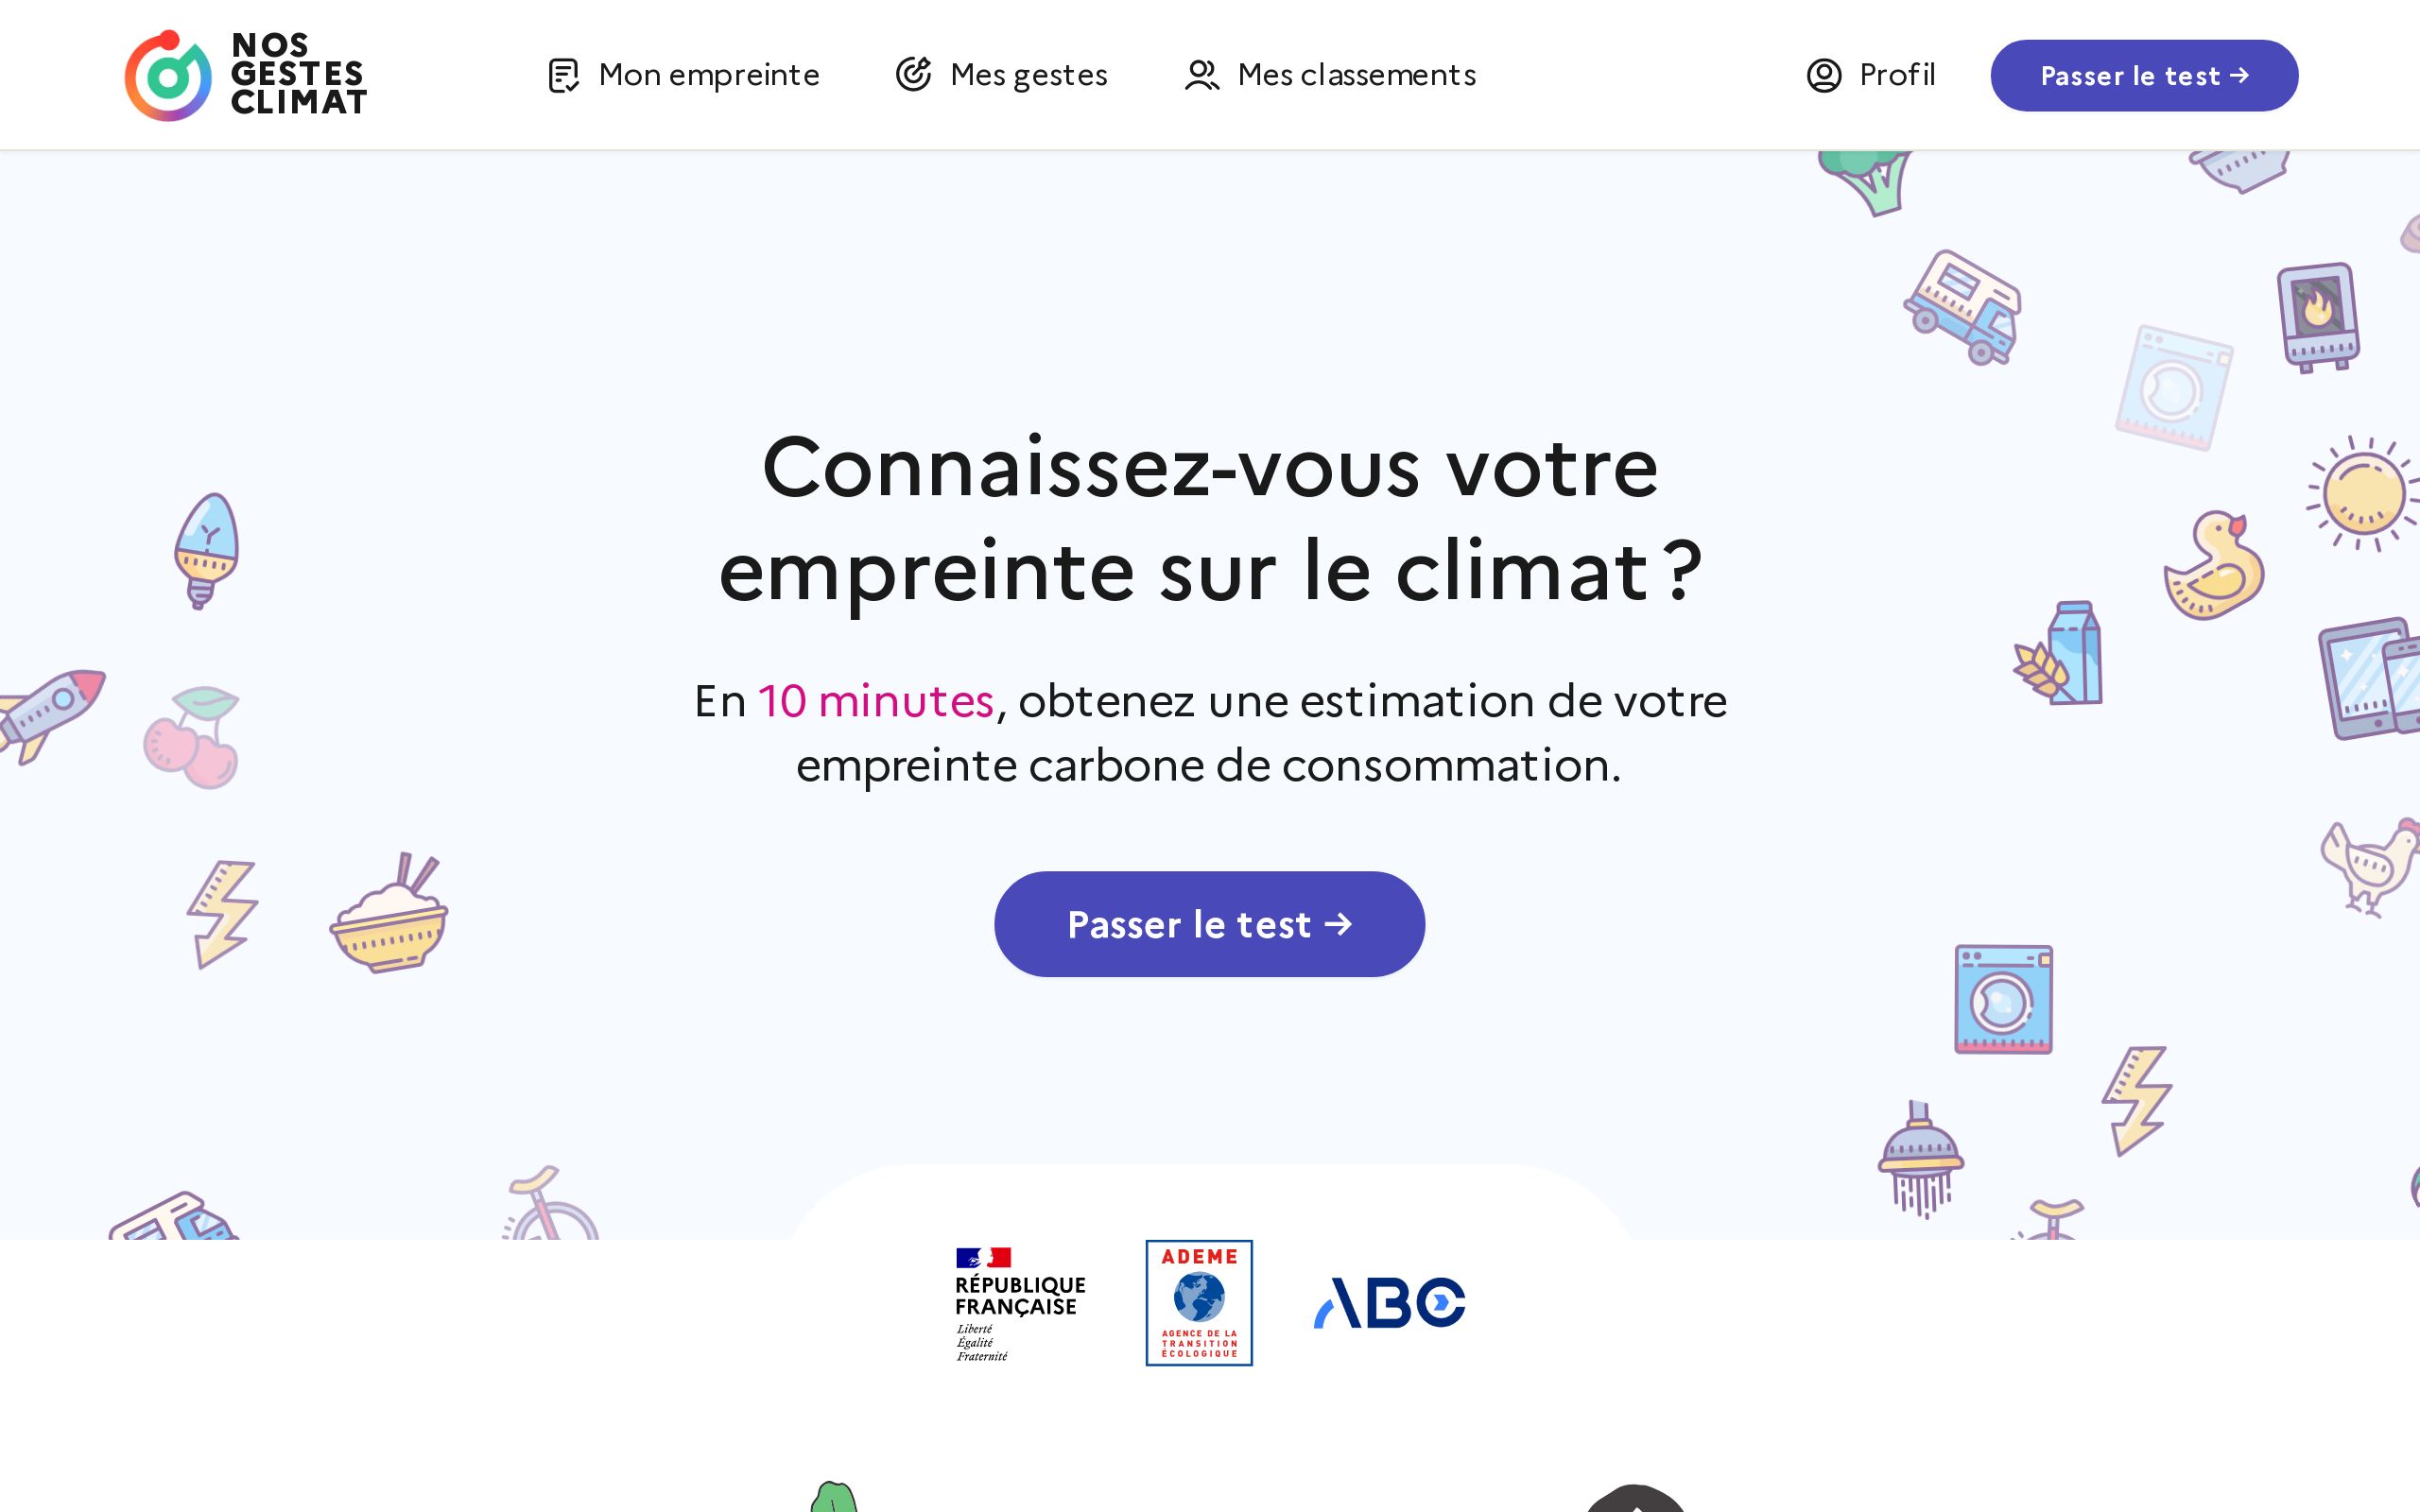 NOS
GESTES
CLIMAT
Mon empreinte
Mes gestes
Mes classements
Profil
Passer le test →
Connaissez-vous votre
empreinte sur le climat ?
En 10 minutes, obtenez une estimation de votre
empreinte carbone de consommation.
Passer le test →
RÉPUBLIQUE
FRANÇAISE
Liberté
Égalité
Fraternité
ADEME
AGENCE DE LA
TRANSITION
ÉCOLOGIQUE
ABC